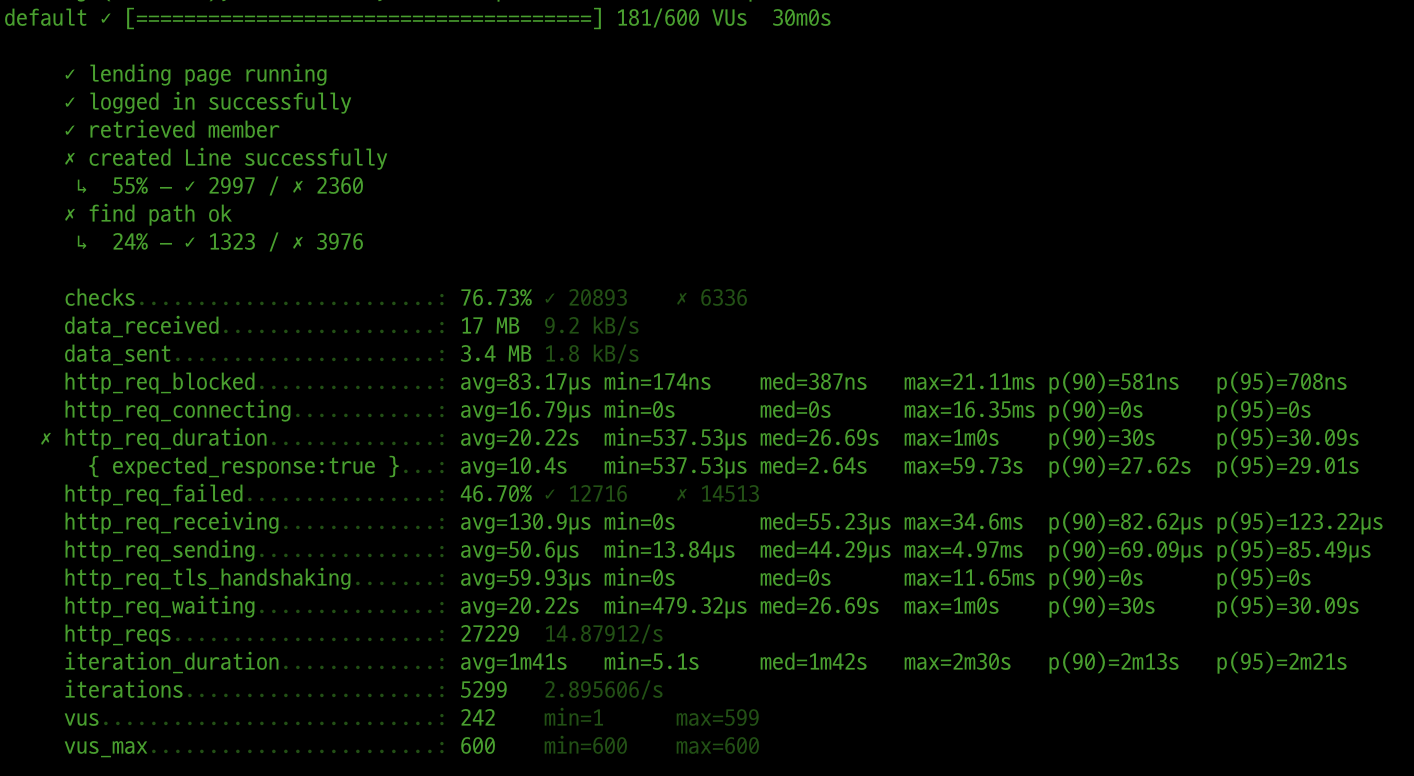 default ✓ [======================================] 181/600 VUs  30m0s
✓ lending page running
✓ logged in successfully
✓ retrieved member
✗ created Line successfully
↳  55% — ✓ 2997 / ✗ 2360
✗ find path ok
↳  24% — ✓ 1323 / ✗ 3976
checks.........................: 76.73% ✓ 20893    ✗ 6336
data_received..................: 17 MB  9.2 kB/s
data_sent......................: 3.4 MB 1.8 kB/s
http_req_blocked...............: avg=83.17µs min=174ns    med=387ns   max=21.11ms p(90)=581ns   p(95)=708ns
http_req_connecting............: avg=16.79µs min=0s       med=0s      max=16.35ms p(90)=0s      p(95)=0s
✗ http_req_duration..............: avg=20.22s  min=537.53µs med=26.69s  max=1m0s    p(90)=30s     p(95)=30.09s
{ expected_response:true }...: avg=10.4s   min=537.53µs med=2.64s   max=59.73s  p(90)=27.62s  p(95)=29.01s
http_req_failed................: 46.70% ✓ 12716    ✗ 14513
http_req_receiving.............: avg=130.9µs min=0s       med=55.23µs max=34.6ms  p(90)=82.62µs p(95)=123.22µs
http_req_sending...............: avg=50.6µs  min=13.84µs  med=44.29µs max=4.97ms  p(90)=69.09µs p(95)=85.49µs
http_req_tls_handshaking.......: avg=59.93µs min=0s       med=0s      max=11.65ms p(90)=0s      p(95)=0s
http_req_waiting...............: avg=20.22s  min=479.32µs med=26.69s  max=1m0s    p(90)=30s     p(95)=30.09s
http_reqs......................: 27229  14.87912/s
iteration_duration.............: avg=1m41s   min=5.1s     med=1m42s   max=2m30s   p(90)=2m13s   p(95)=2m21s
iterations.....................: 5299   2.895606/s
vus............................: 242    min=1      max=599
vus_max........................: 600    min=600    max=600